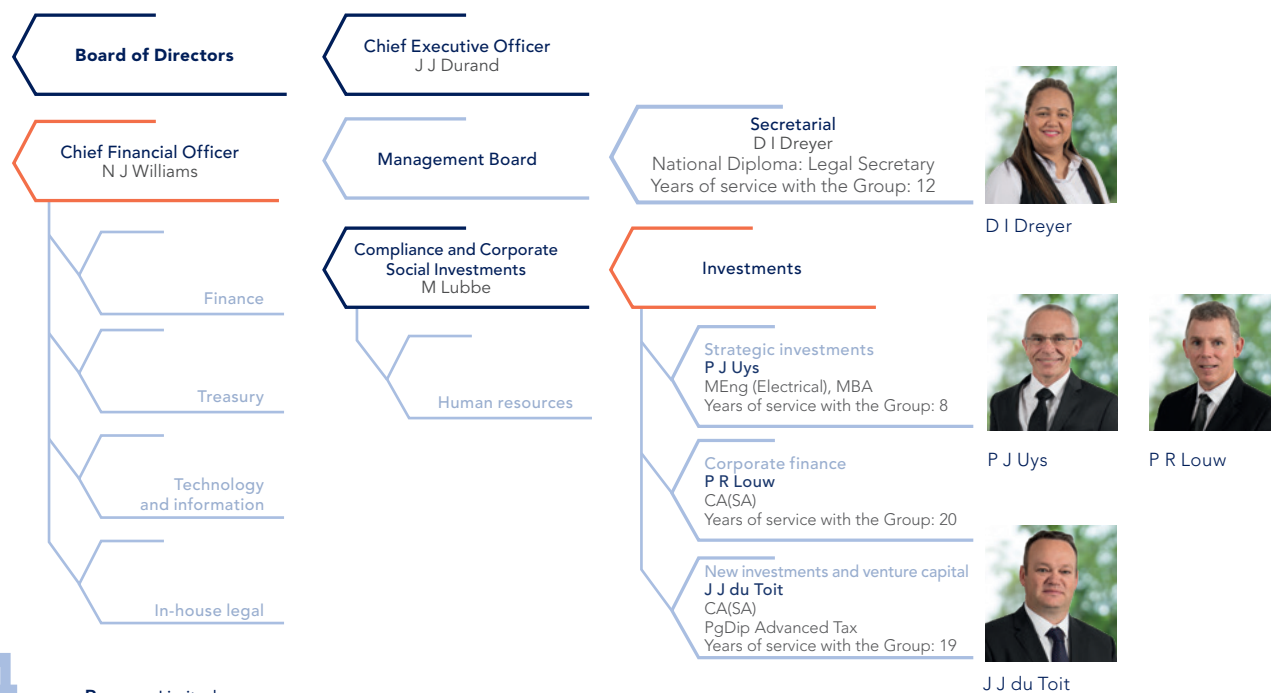 Board of Directors
Chief Executive Officer
J J Durand
Chief Financial Officer
N J Williams
Management Board
Secretarial
D I Dreyer
National Diploma: Legal Secretary
Years of service with the Group: 12
D I Dreyer
Compliance and Corporate
Social Investments
M Lubbe
Investments
Finance
Treasury
Technology
and information
In-house legal
Human resources
Strategic investments
P J Uys
MEng (Electrical), MBA
Years of service with the Group: 8
P J Uys
P R Louw
Corporate finance
P R Louw
CA(SA)
Years of service with the Group: 20
New investments and venture capital
J J du Toit
CA(SA)
PgDip Advanced Tax
Years of service with the Group: 19
J J du Toit